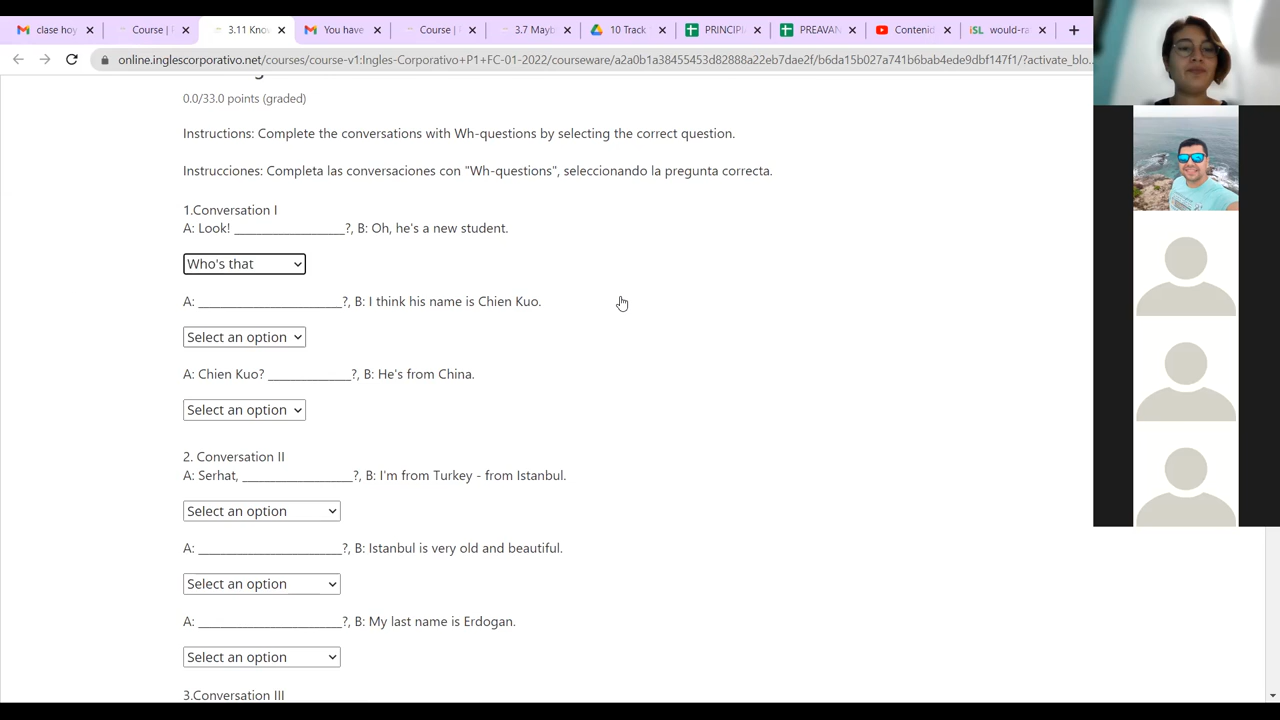 clase ho
Course |
3.11 Kno
You have
Course |
3.7 Mayb
10 Track
PRINCIPI
PREAVAN
Contenid
would-ra
online.inglescorporativo.net/courses/course-v1:Ingles-Corporativo+P1+FC-01-2022/courseware/a2a0b1a38455453d82888a22eb7dae2f/b6da15b027a741b6bab4ede9dbf147f1/?activate_blo...
0.0/33.0 points (graded)
Instructions: Complete the conversations with Wh-questions by selecting the correct question.
Instrucciones: Completa las conversaciones con "Wh-questions", seleccionando la pregunta correcta.
1.Conversation I
A: Look! ____________________?, B: Oh, he's a new student.
Who's that
A: __________________________?, B: I think his name is Chien Kuo.
Select an option
A: Chien Kuo? _______________?, B: He's from China.
Select an option
2. Conversation II
A: Serhat, ____________________?, B: I'm from Turkey - from Istanbul.
Select an option
A: __________________________?, B: Istanbul is very old and beautiful.
Select an option
A: __________________________?, B: My last name is Erdogan.
Select an option
3.Conversation III